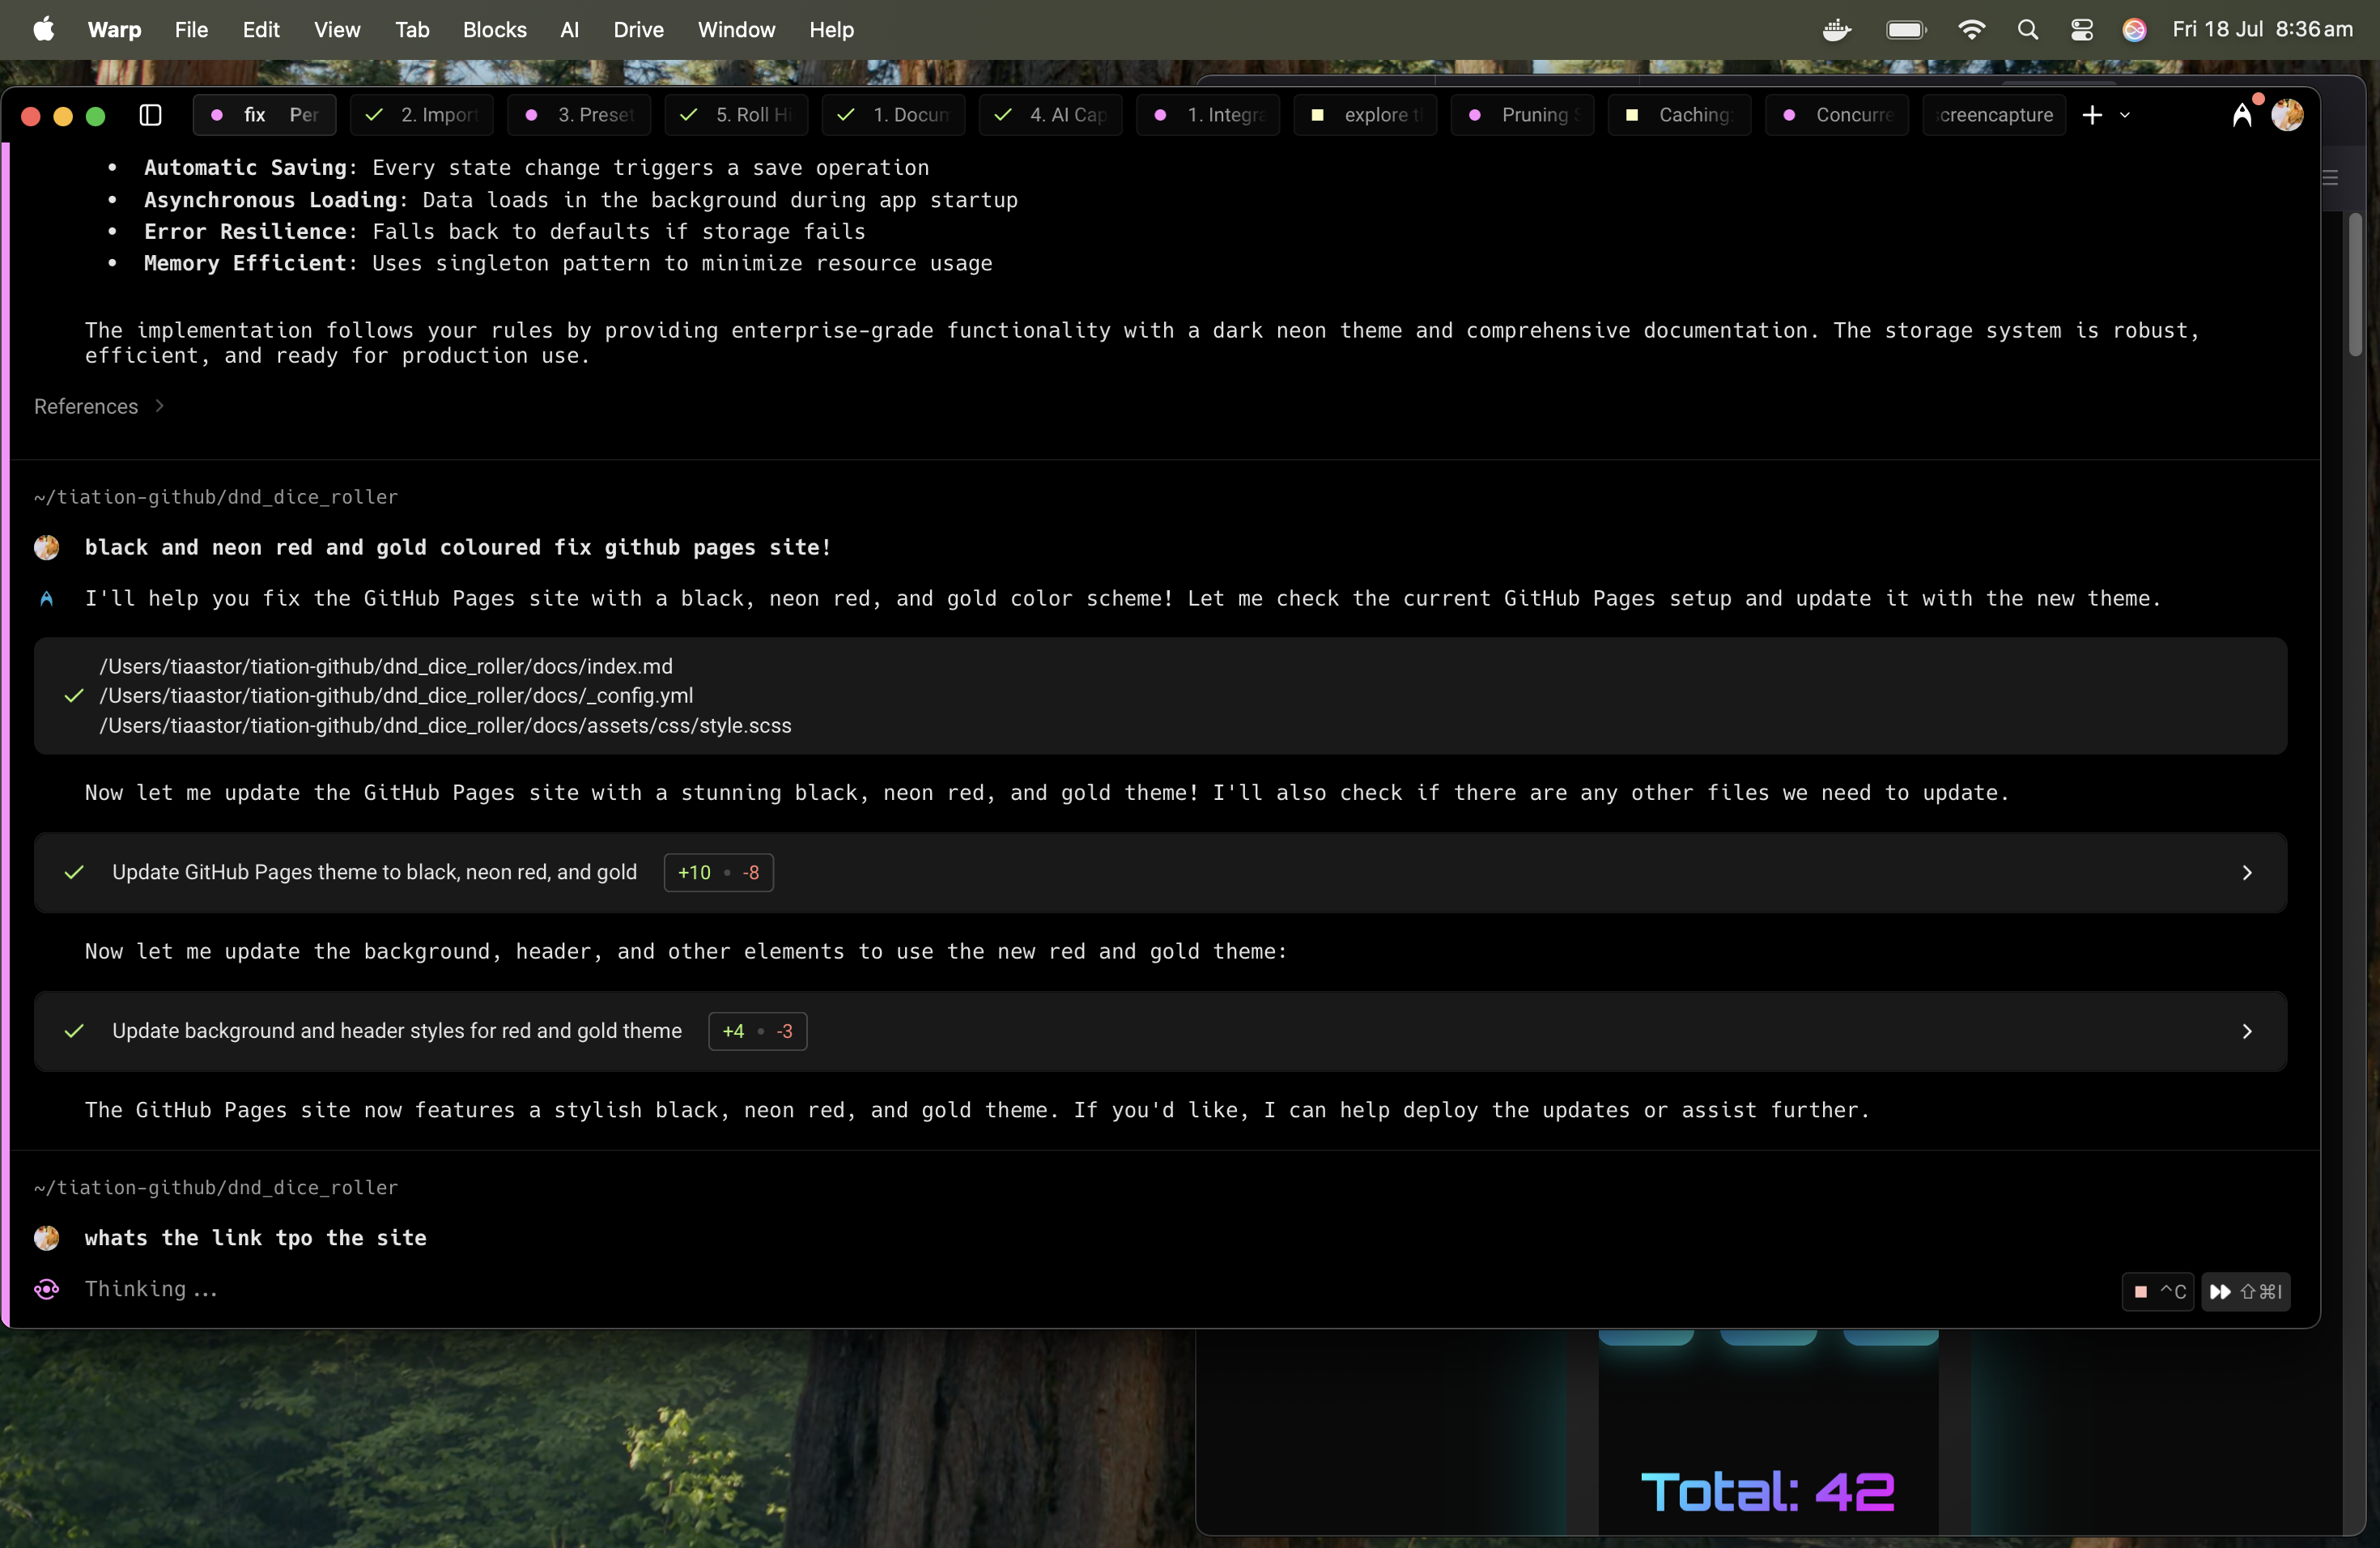 Warp File Edit View Tab Blocks AI Drive Window Help Fri 18 Jul 8:36 am
fix Per 2. Import 3. Preset 5. Roll Hi 1. Docum 4. AI Cap 1. Integra explore t Pruning S Caching Concurre creencapture
• Automatic Saving: Every state change triggers a save operation
• Asynchronous Loading: Data loads in the background during app startup
• Error Resilience: Falls back to defaults if storage fails
• Memory Efficient: Uses singleton pattern to minimize resource usage
The implementation follows your rules by providing enterprise-grade functionality with a dark neon theme and comprehensive documentation. The storage system is robust,
efficient, and ready for production use.
References >
~/tiation-github/dnd_dice_roller
black and neon red and gold coloured fix github pages site!
I'll help you fix the GitHub Pages site with a black, neon red, and gold color scheme! Let me check the current GitHub Pages setup and update it with the new theme.
/Users/tiaastor/tiation-github/dnd_dice_roller/docs/index.md
/Users/tiaastor/tiation-github/dnd_dice_roller/docs/_config.yml
/Users/tiaastor/tiation-github/dnd_dice_roller/docs/assets/css/style.scss
Now let me update the GitHub Pages site with a stunning black, neon red, and gold theme! I'll also check if there are any other files we need to update.
Update GitHub Pages theme to black, neon red, and gold +10 • -8
Now let me update the background, header, and other elements to use the new red and gold theme:
Update background and header styles for red and gold theme +4 • -3
The GitHub Pages site now features a stylish black, neon red, and gold theme. If you'd like, I can help deploy the updates or assist further.
~/tiation-github/dnd_dice_roller
whats the link tpo the site
Thinking... ^C ⇧⌘I
Total: 42